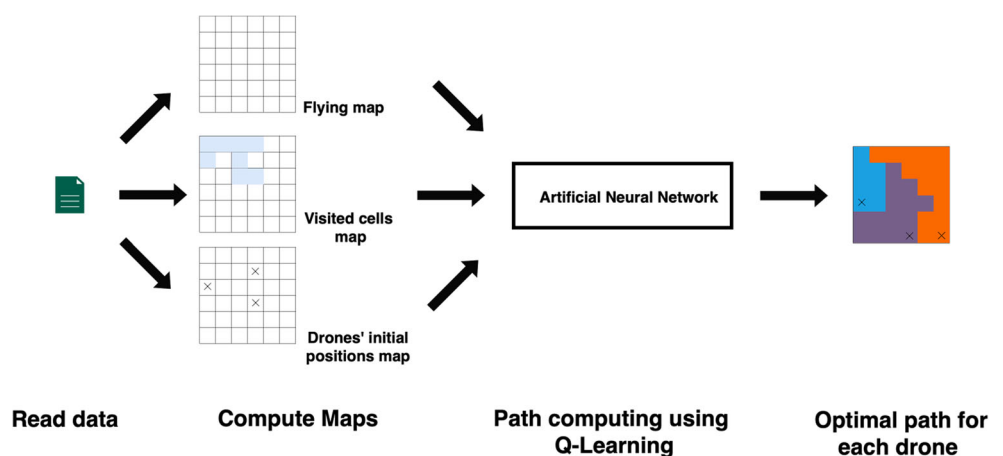 Flying map
Visited cells
map
Drones' initial
positions map
Artificial Neural Network
Read data
Compute Maps
Path computing using
Q-Learning
Optimal path for
each drone